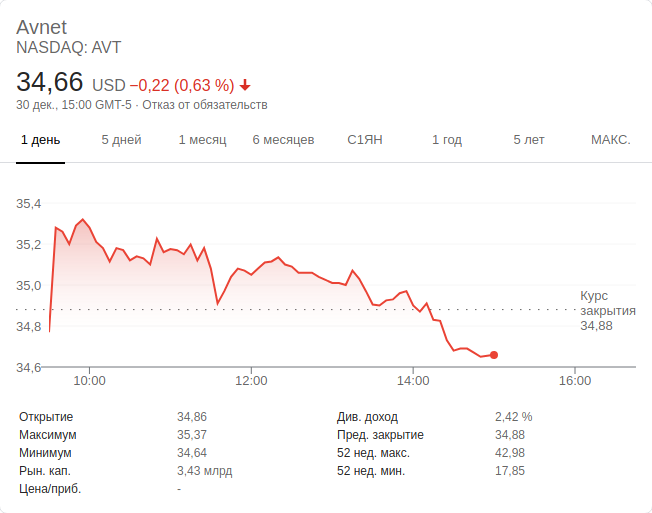 Avnet
NASDAQ: AVT
34,66 USD −0,22 (0,63 %)
30 дек., 15:00 GMT-5 · Отказ от обязательств
1 день 5 дней 1 месяц 6 месяцев С1ЯН 1 год 5 лет МАКС.
35,4
35,2
35,0
34,8
34,6
Курс
закрытия
34,88
10:00 12:00 14:00 16:00
Открытие 34,86 Див. доход 2,42 %
Максимум 35,37 Пред. закрытие 34,88
Минимум 34,64 52 нед. макс. 42,98
Рын. кап. 3,43 млрд 52 нед. мин. 17,85
Цена/приб. -